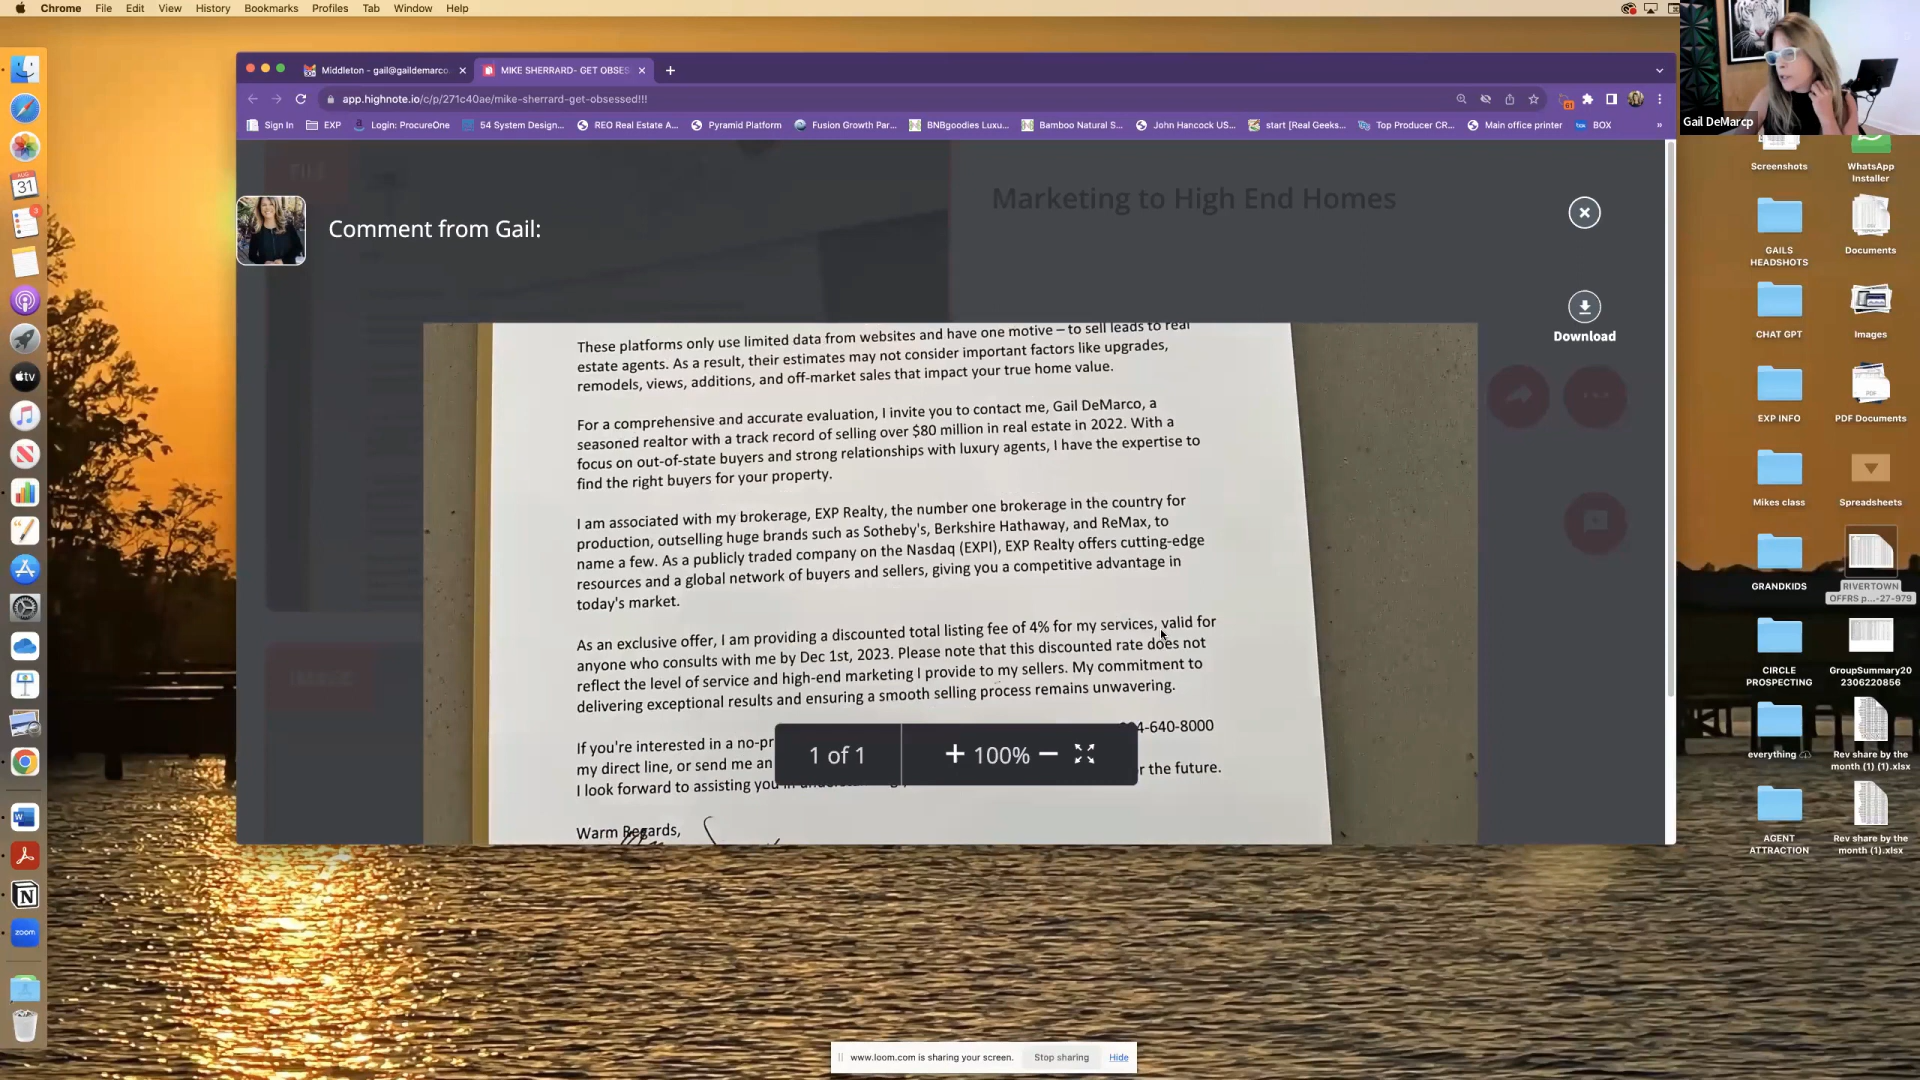 Chrome File Edit View History Bookmarks Profiles Tab Window Help
Middleton - gail@gaildemarco.
MIKE SHERRARD- GET OBSES
app.highnote.io/c/p/271c40ae/mike-sherrard-get-obsessed!!!
Sign In EXP Login: ProcureOne 54 System Design... REO Real Estate A... Pyramid Platform Fusion Growth Par... BNBgoodies Luxu... Bamboo Natural S... John Hancock US... start [Real Geeks... Top Producer CR... Main office printer BOX »
61
Gail DeMarcp
FILE
Marketing to High End Homes
Comment from Gail:
Download
These platforms only use limited data from websites and have one motive – to sell leads to real
estate agents. As a result, their estimates may not consider important factors like upgrades,
remodels, views, additions, and off-market sales that impact your true home value.
For a comprehensive and accurate evaluation, I invite you to contact me, Gail DeMarco, a
seasoned realtor with a track record of selling over $80 million in real estate in 2022. With a
focus on out-of-state buyers and strong relationships with luxury agents, I have the expertise to
find the right buyers for your property.
I am associated with my brokerage, EXP Realty, the number one brokerage in the country for
production, outselling huge brands such as Sotheby's, Berkshire Hathaway, and ReMax, to
name a few. As a publicly traded company on the Nasdaq (EXPI), EXP Realty offers cutting-edge
resources and a global network of buyers and sellers, giving you a competitive advantage in
today's market.
As an exclusive offer, I am providing a discounted total listing fee of 4% for my services, valid for
anyone who consults with me by Dec 1st, 2023. Please note that this discounted rate does not
reflect the level of service and high-end marketing I provide to my sellers. My commitment to
delivering exceptional results and ensuring a smooth selling process remains unwavering.
If you're interested in a no-pr 4-640-8000
my direct line, or send me an r the future.
I look forward to assisting you
Warm Regards,
1 of 1
+ 100% −
Screenshots
WhatsApp
Installer
GAILS
HEADSHOTS
Documents
CHAT GPT
Images
EXP INFO
PDF Documents
PDF
Mikes class
Spreadsheets
GRANDKIDS
RIVERTOWN
OFFRS p...-27-979
CIRCLE
PROSPECTING
GroupSummary20
2306220856
everything
Rev share by the
month (1) (1).xlsx
AGENT
ATTRACTION
Rev share by the
month (1).xlsx
AUG
31
3
tv
zoom
www.loom.com is sharing your screen.
Stop sharing
Hide